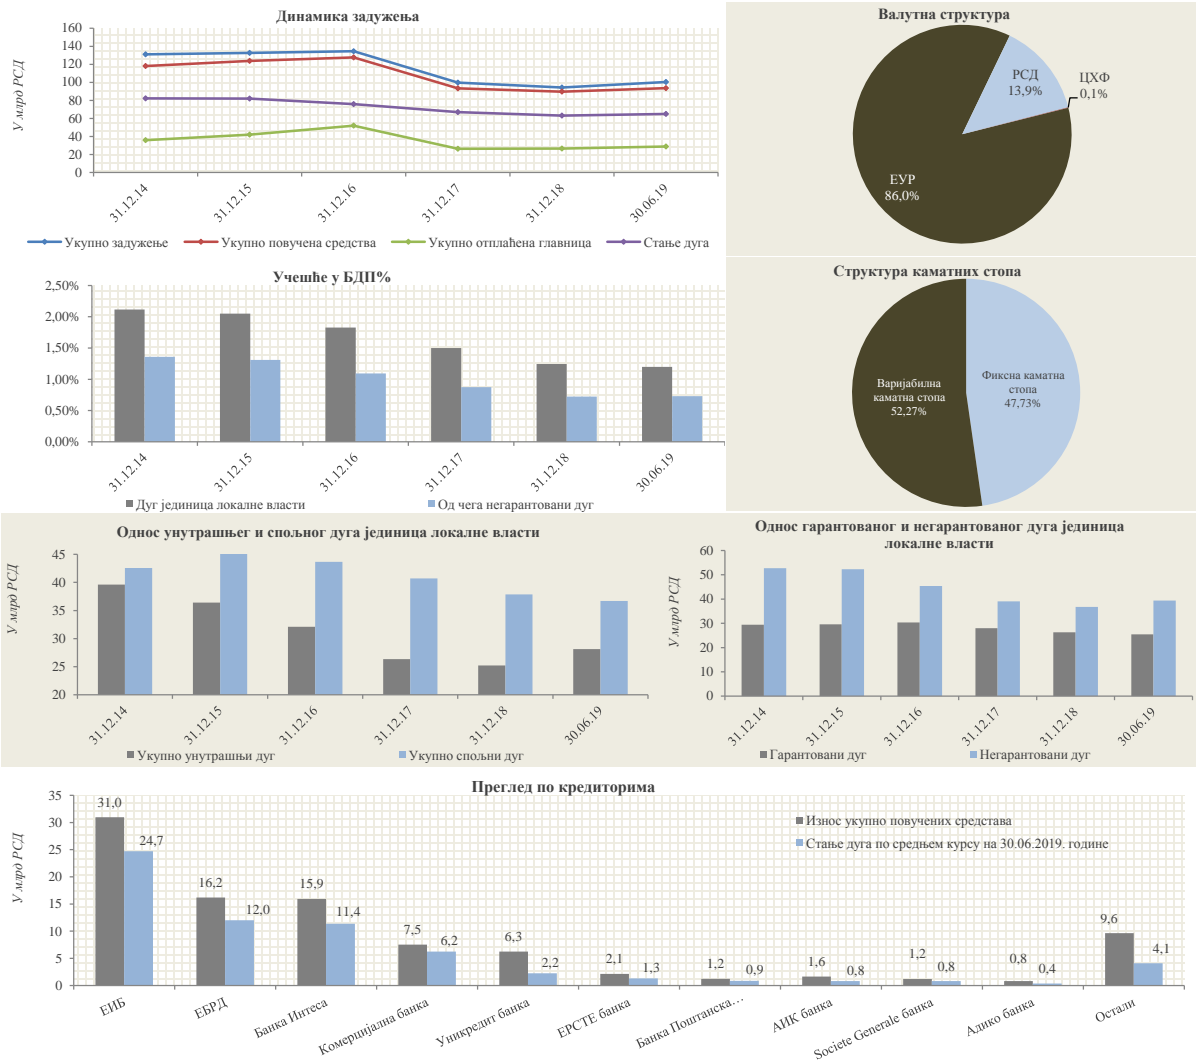 Динамика задужења
У млрд РСД
160
140
120
100
80
60
40
20
0
31.12.14
31.12.15
31.12.16
31.12.17
31.12.18
30.06.19
Укупно задужење
Укупно повучена средства
Укупно отплаћена главница
Стање дуга
Валутна структура
РСД
13,9%
ЦХФ
0,1%
ЕУР
86,0%
Учешће у БДП%
2,50%
2,00%
1,50%
1,00%
0,50%
0,00%
31.12.14
31.12.15
31.12.16
31.12.17
31.12.18
30.06.19
Дуг јединица локалне власти
Од чега негарантовани дуг
Структура каматних стопа
Варијабилна
каматна стопа
52,27%
Фиксна каматна
стопа
47,73%
Однос унутрашњег и спољног дуга јединица локалне власти
У млрд РСД
45
40
35
30
25
20
31.12.14
31.12.15
31.12.16
31.12.17
31.12.18
30.06.19
Укупно унутрашњи дуг
Укупно спољни дуг
Однос гарантованог и негарантованог дуга јединица
локалне власти
У млрд РСД
60
50
40
30
20
10
0
31.12.14
31.12.15
31.12.16
31.12.17
31.12.18
30.06.19
Гарантовани дуг
Негарантовани дуг
Преглед по кредиторима
У млрд РСД
35
30
25
20
15
10
5
0
Износ укупно повучених средстава
Стање дуга по средњем курсу на 30.06.2019. године
31,0
24,7
16,2
12,0
15,9
11,4
7,5
6,2
6,3
2,2
2,1
1,3
1,2
0,9
1,6
0,8
1,2
0,8
0,8
0,4
9,6
4,1
ЕИБ
ЕБРД
Банка Интеса
Комерцијална банка
Уникредит банка
ЕРСТЕ банка
Банка Поштанска…
АИК банка
Societe Generale банка
Адико банка
Остали